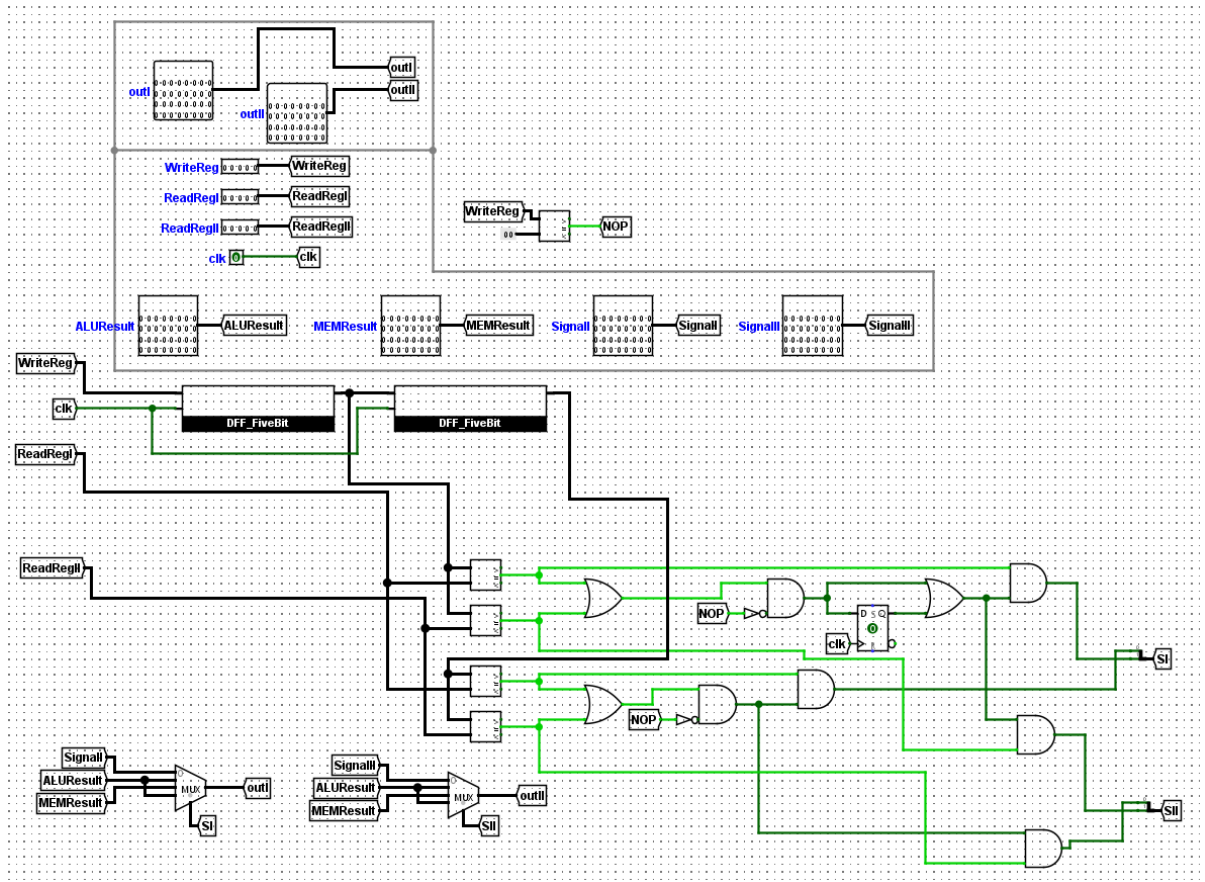 outI
outI
outII
outII
WriteReg
WriteReg
ReadRegI
ReadRegI
ReadRegII
ReadRegII
clk
0
clk
WriteReg
NOP
00
ALUResult
ALUResult
MEMResult
MEMResult
SignalI
SignalI
SignalII
SignalII
WriteReg
clk
DFF_FiveBit
DFF_FiveBit
ReadRegI
ReadRegII
NOP
D S Q
0
clk
SI
NOP
SignalI
ALUResult
MEMResult
MUX
outI
SI
SignalII
ALUResult
MEMResult
MUX
outII
SII
SII